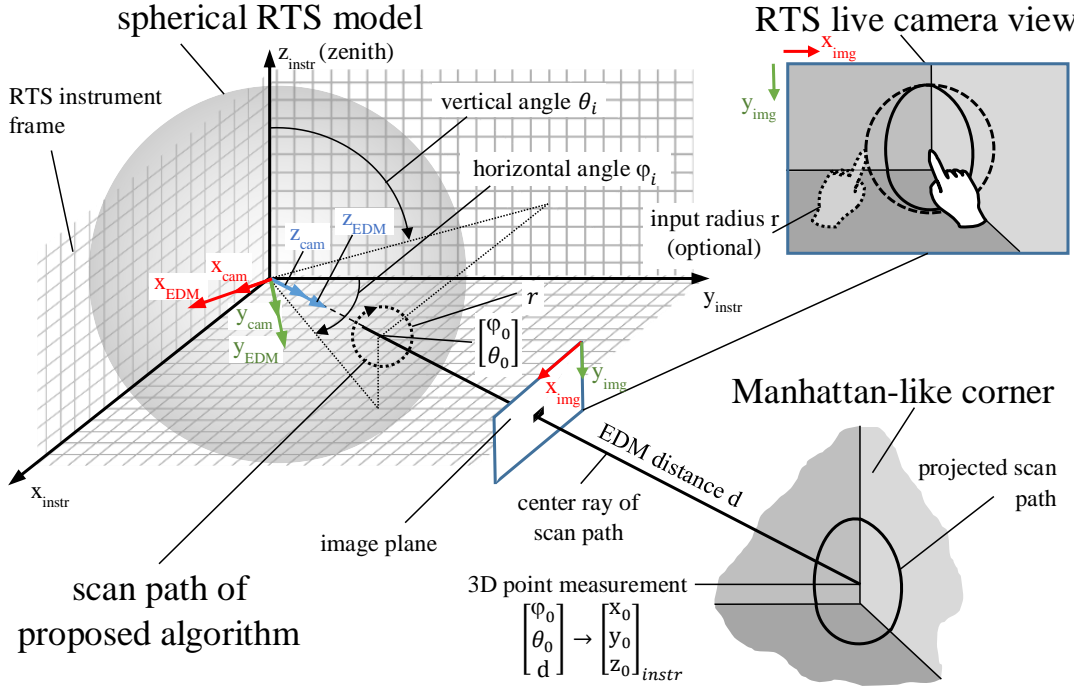 spherical RTS model
RTS live camera view
z_instr (zenith)
x_img
y_img
RTS instrument
frame
vertical angle θ_i
horizontal angle φ_i
input radius r
(optional)
z_EDM
z_cam
x_cam
x_EDM
y_cam
y_EDM
y_instr
r
[φ_0
θ_0]
y_img
x_img
Manhattan-like corner
EDM distance d
projected scan
path
x_instr
center ray of
scan path
image plane
scan path of
proposed algorithm
3D point measurement
[φ_0 θ_0 d] → [x_0 y_0 z_0]_instr